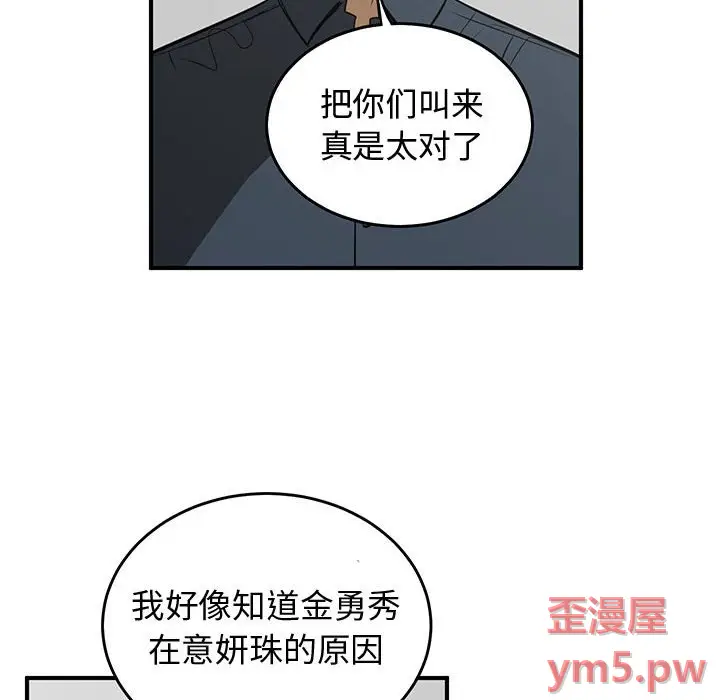 把你们叫来
真是太对了
我好像知道金勇秀
在意妍珠的原因
歪漫屋
ym5.pw